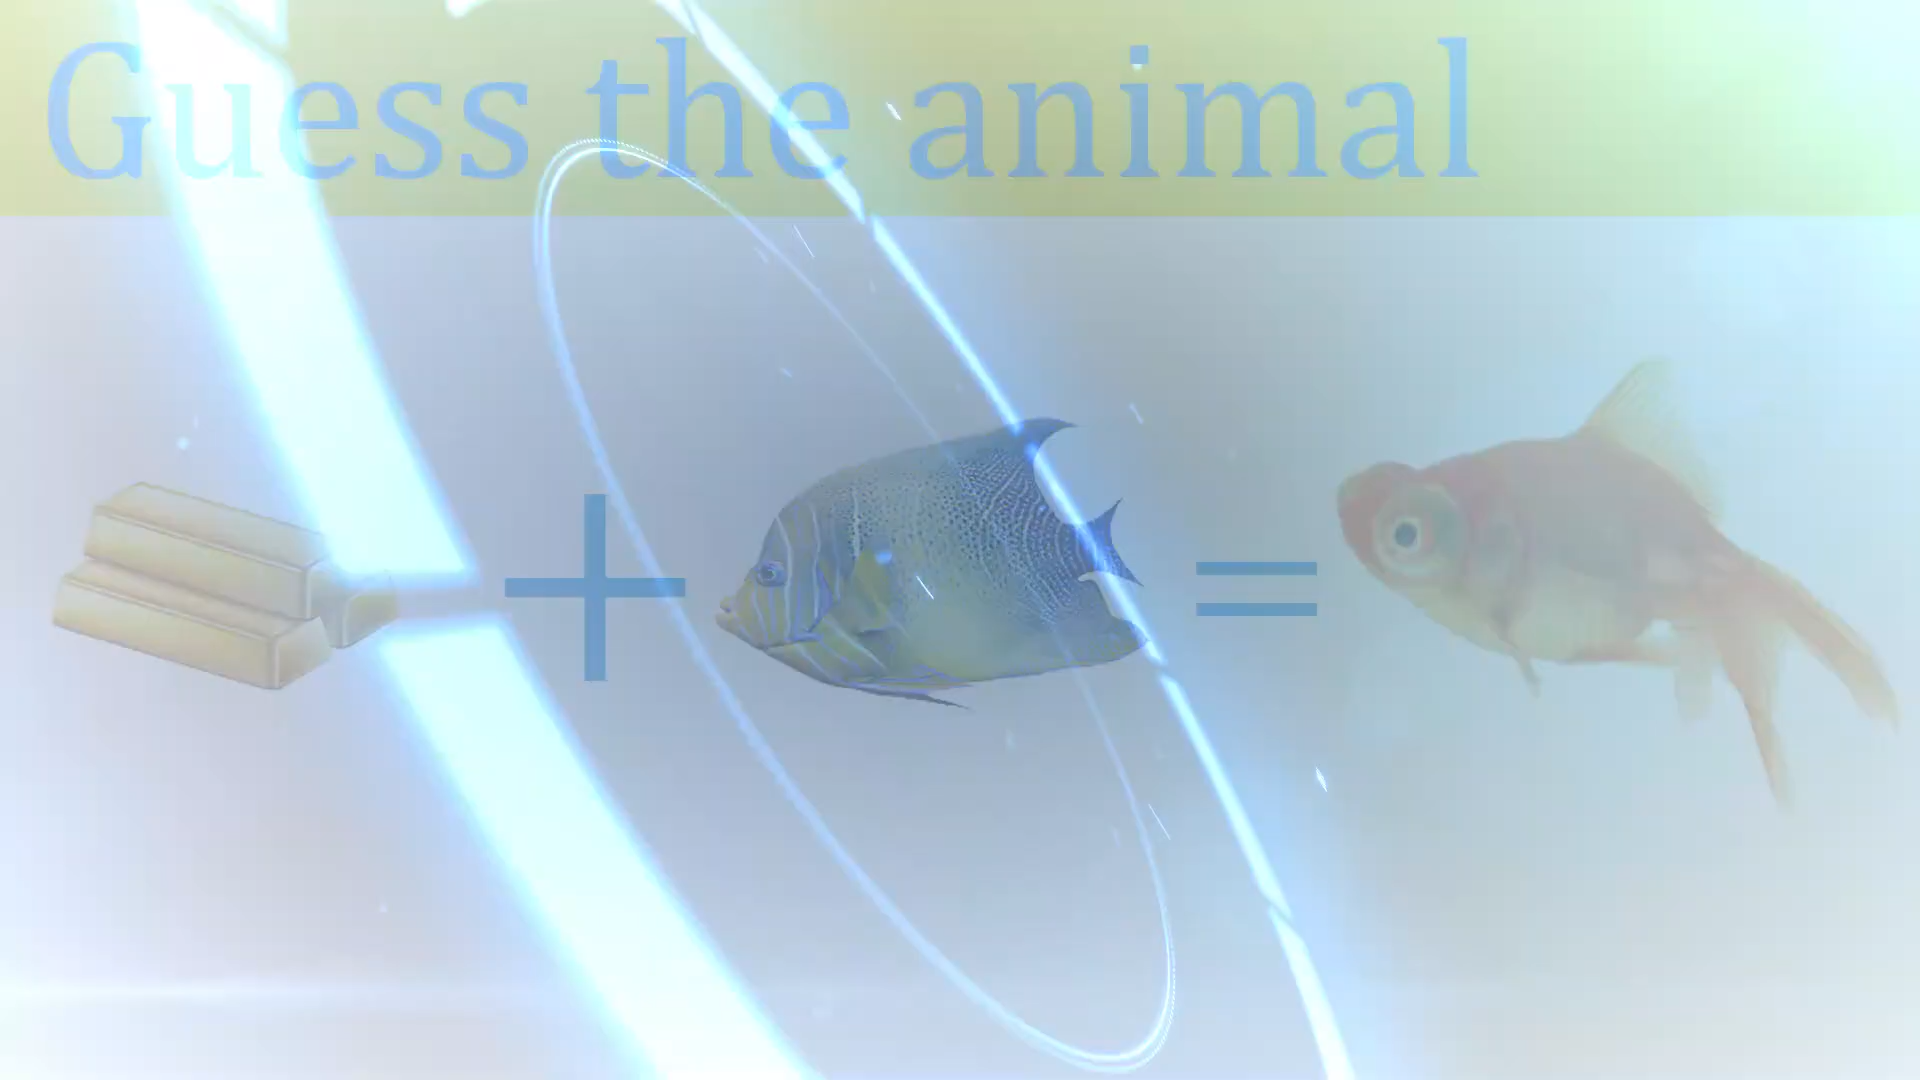 Guess the animal
+ =